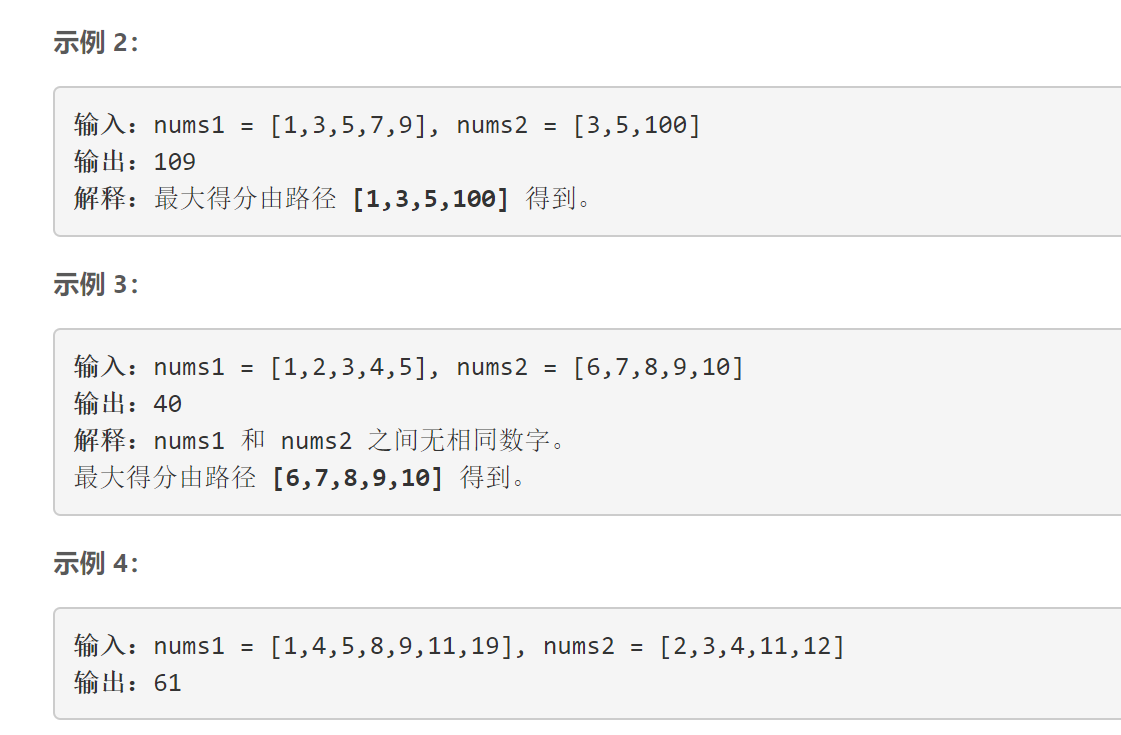 示例 2：
输入：nums1 = [1,3,5,7,9], nums2 = [3,5,100]
输出：109
解释：最大得分由路径 [1,3,5,100] 得到。
示例 3：
输入：nums1 = [1,2,3,4,5], nums2 = [6,7,8,9,10]
输出：40
解释：nums1 和 nums2 之间无相同数字。
最大得分由路径 [6,7,8,9,10] 得到。
示例 4：
输入：nums1 = [1,4,5,8,9,11,19], nums2 = [2,3,4,11,12]
输出：61